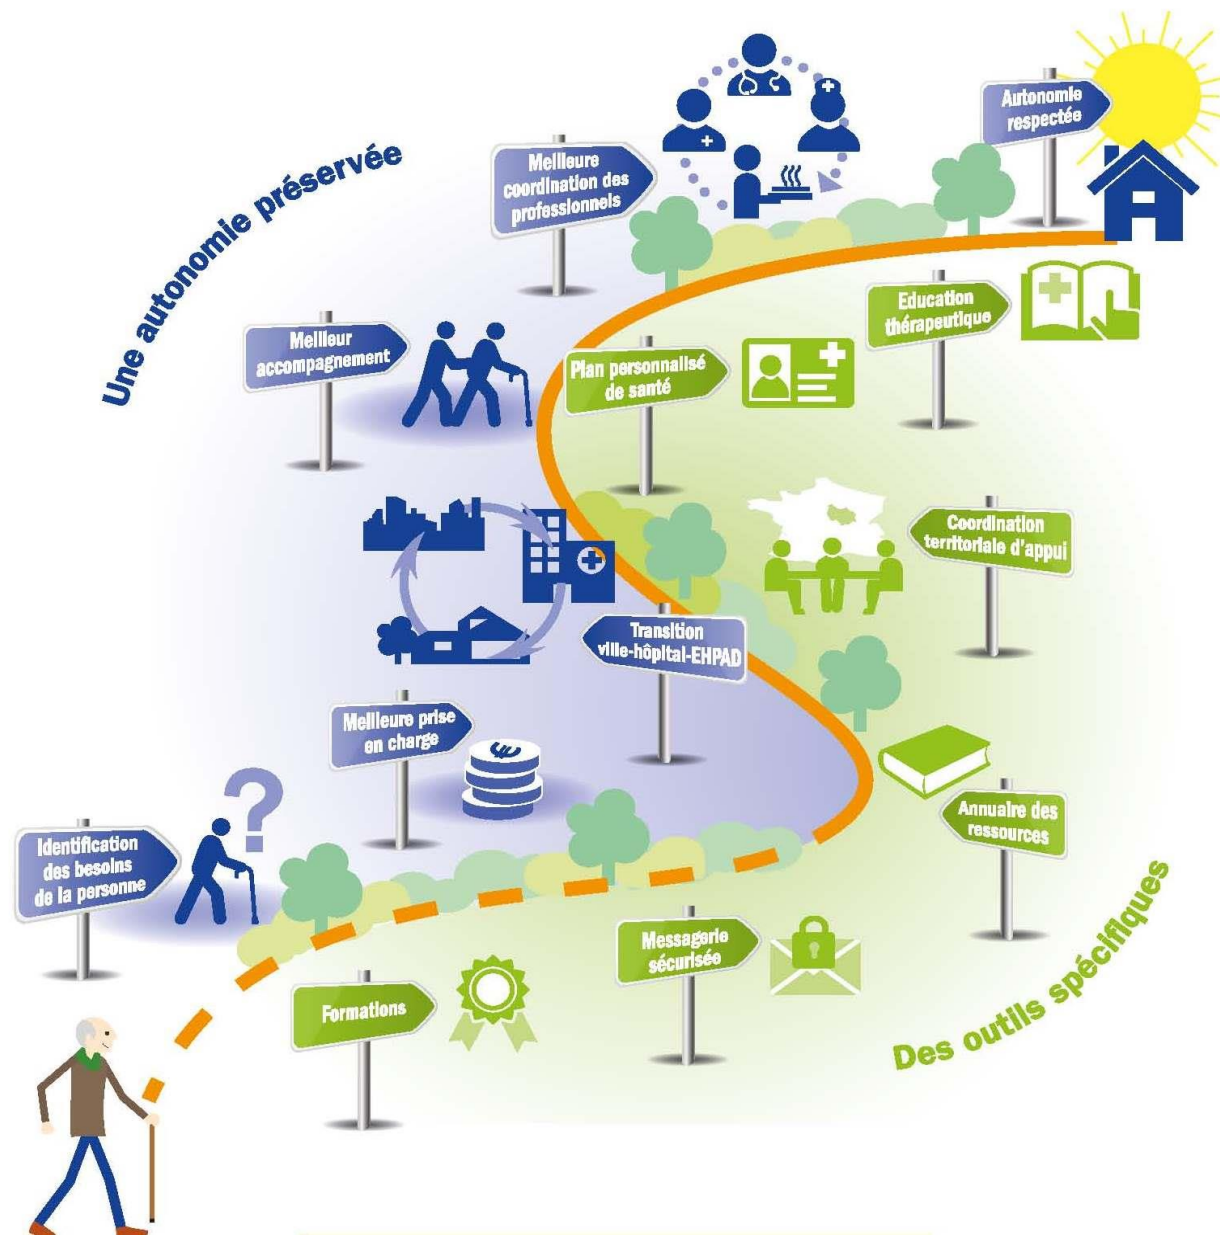 Autonomie
respectée
Meilleure
coordination des
professionnels
Une autonomie préservée
Education
thérapeutique
Meilleur
accompagnement
Plan personnalisé
de santé
Coordination
territoriale d'appui
Transition
ville-hôpital-EHPAD
Meilleure prise
en charge
€
?
Annuaire des
ressources
Identification
des besoins
de la personne
Messagerie
sécurisée
Formations
Des outils spécifiques